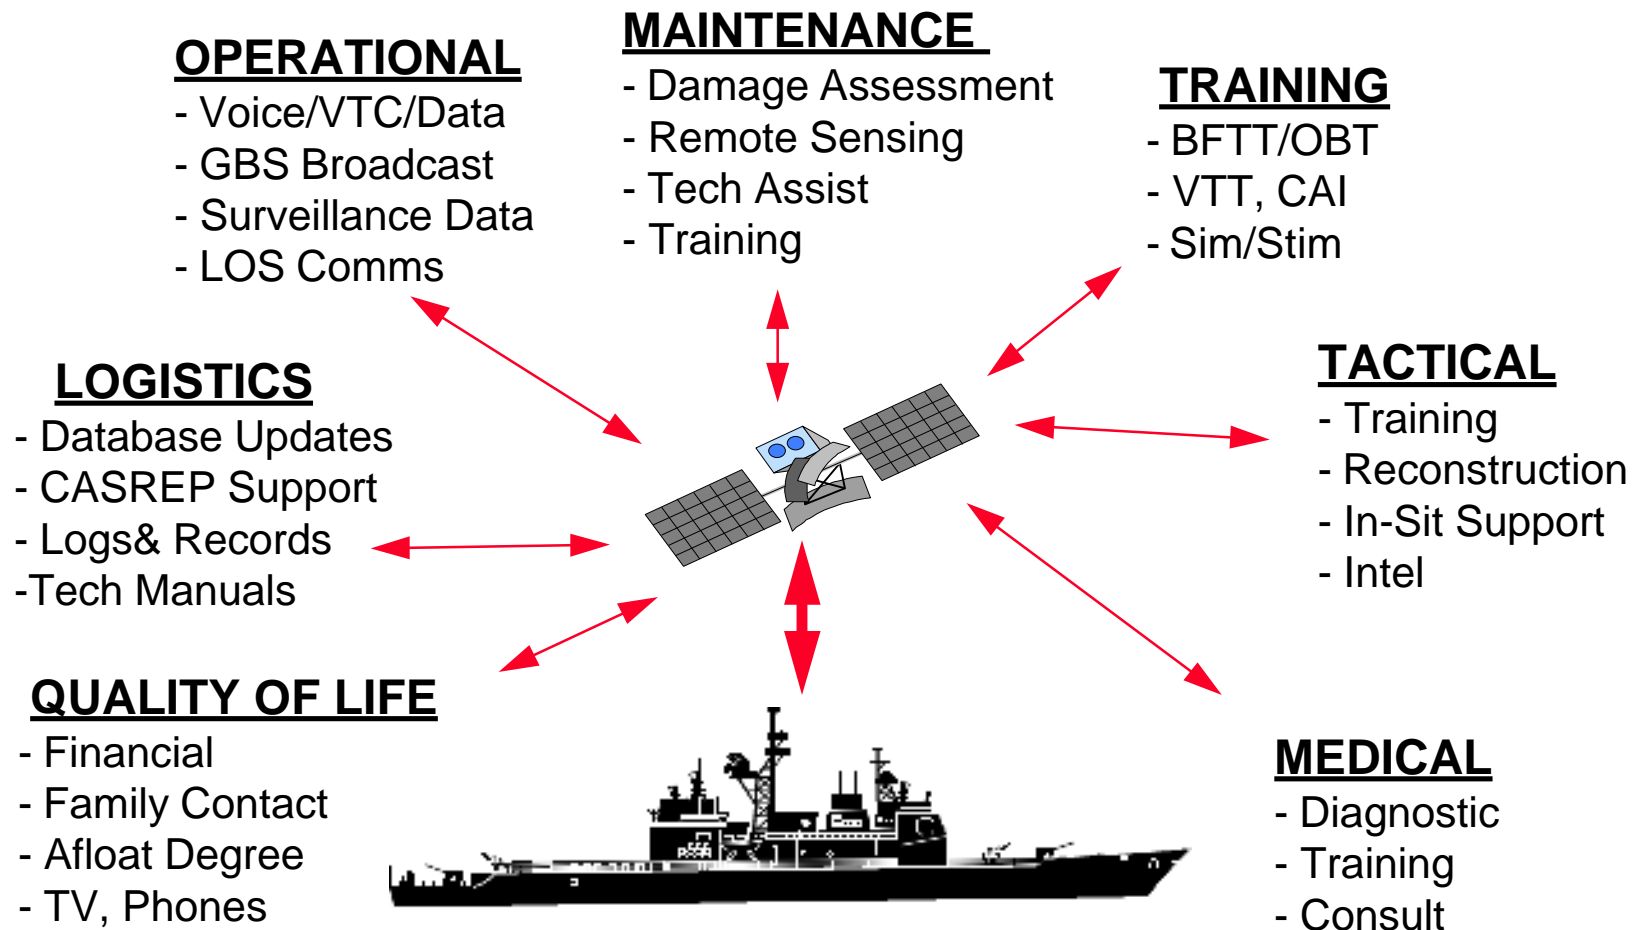 OPERATIONAL
- Voice/VTC/Data
- GBS Broadcast
- Surveillance Data
- LOS Comms
MAINTENANCE
- Damage Assessment
- Remote Sensing
- Tech Assist
- Training
TRAINING
- BFTT/OBT
- VTT, CAI
- Sim/Stim
LOGISTICS
- Database Updates
- CASREP Support
- Logs& Records
-Tech Manuals
TACTICAL
- Training
- Reconstruction
- In-Sit Support
- Intel
QUALITY OF LIFE
- Financial
- Family Contact
- Afloat Degree
- TV, Phones
MEDICAL
- Diagnostic
- Training
- Consult